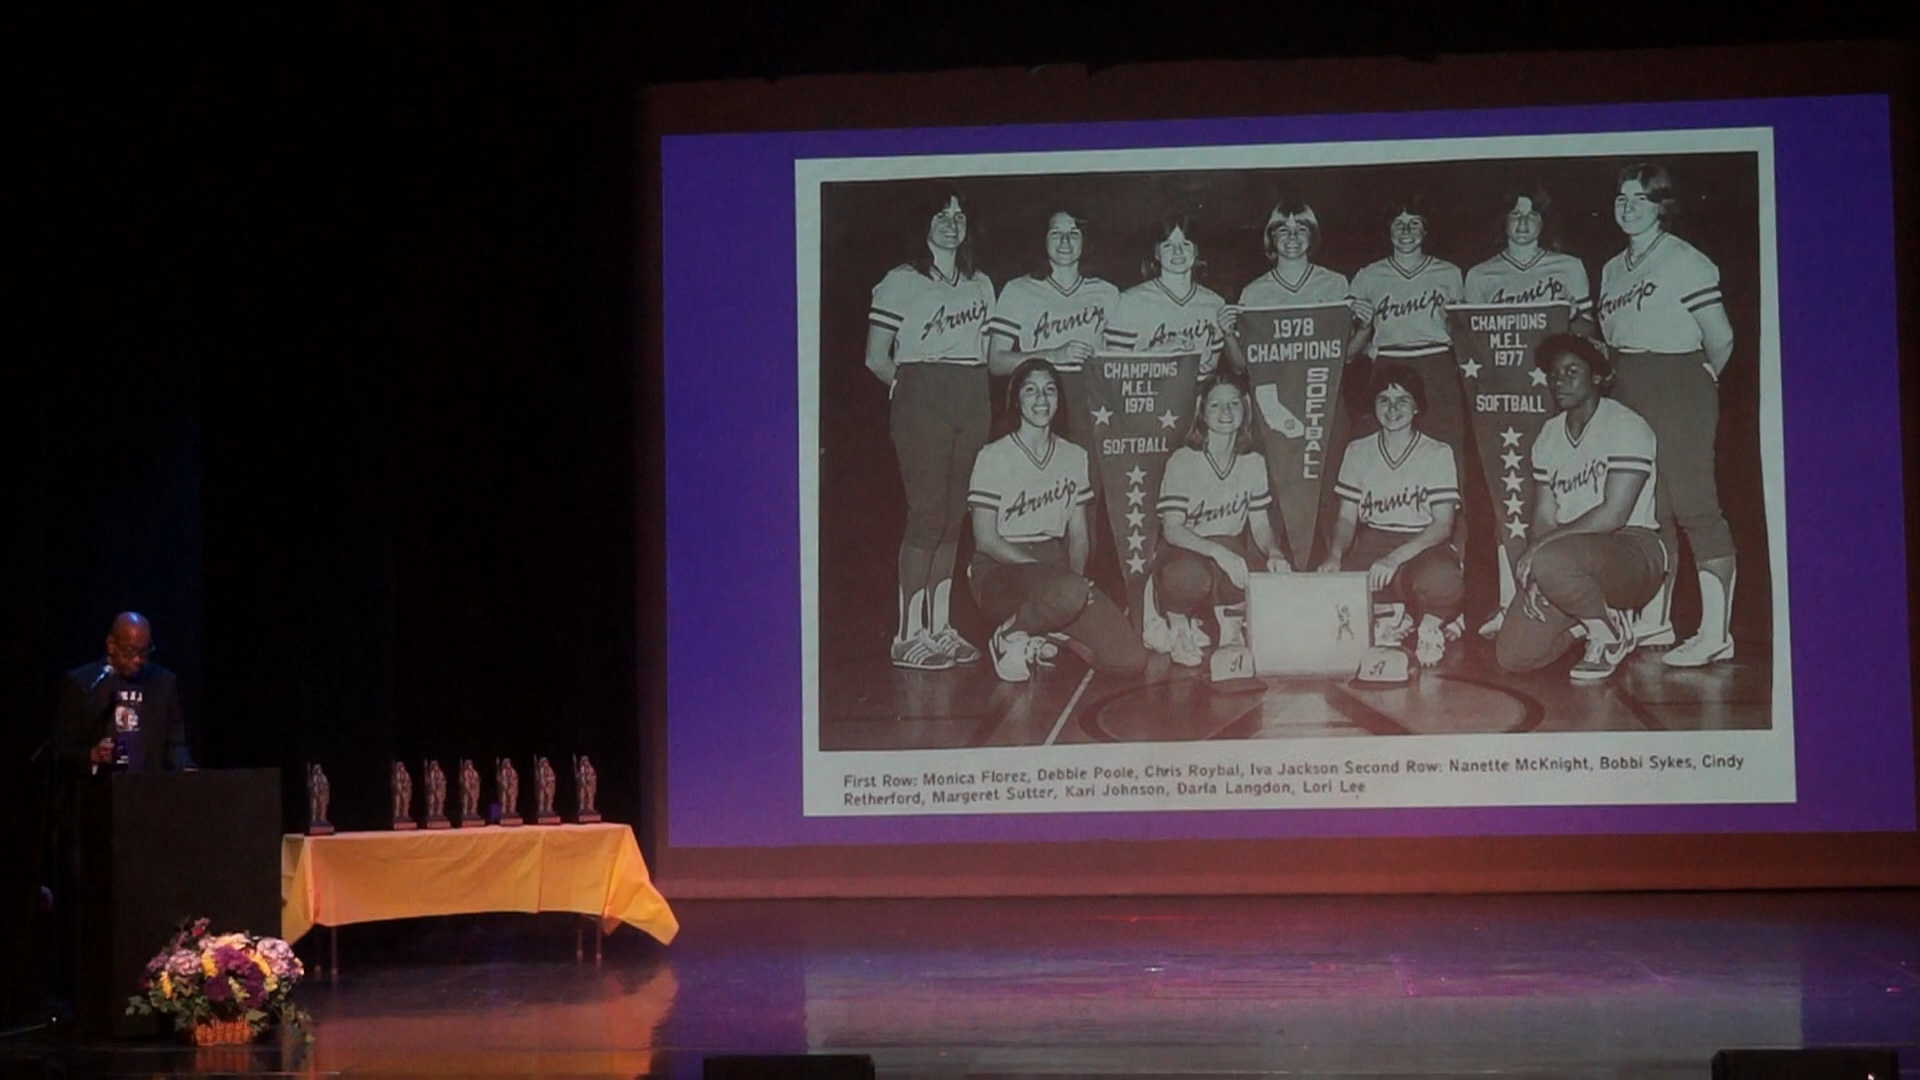 Armijo
Armijo
Armijo
Armijo
Armijo
Armijo
1978
CHAMPIONS
SOFTBALL
CHAMPIONS
M.E.L.
1977
SOFTBALL
CHAMPIONS
M.E.L.
1978
SOFTBALL
Armijo
Armijo
Armijo
Armijo
A
A
First Row: Monica Florez, Debbie Poole, Chris Roybal, Iva Jackson Second Row: Nanette McKnight, Bobbi Sykes, Cindy
Retherford, Margeret Sutter, Kari Johnson, Darla Langdon, Lori Lee